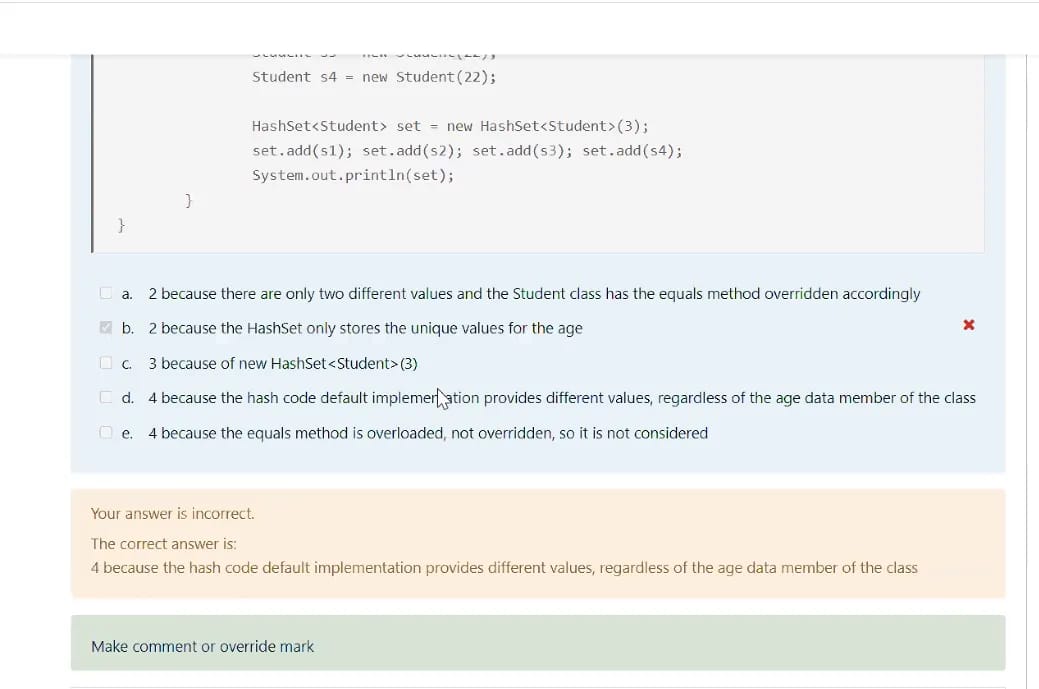 Student s4 = new Student(22);
HashSet<Student> set = new HashSet<Student>(3);
set.add(s1); set.add(s2); set.add(s3); set.add(s4);
System.out.println(set);
}
}
a. 2 because there are only two different values and the Student class has the equals method overridden accordingly
b. 2 because the HashSet only stores the unique values for the age
c. 3 because of new HashSet<Student>(3)
d. 4 because the hash code default implementation provides different values, regardless of the age data member of the class
e. 4 because the equals method is overloaded, not overridden, so it is not considered
Your answer is incorrect.
The correct answer is:
4 because the hash code default implementation provides different values, regardless of the age data member of the class
Make comment or override mark